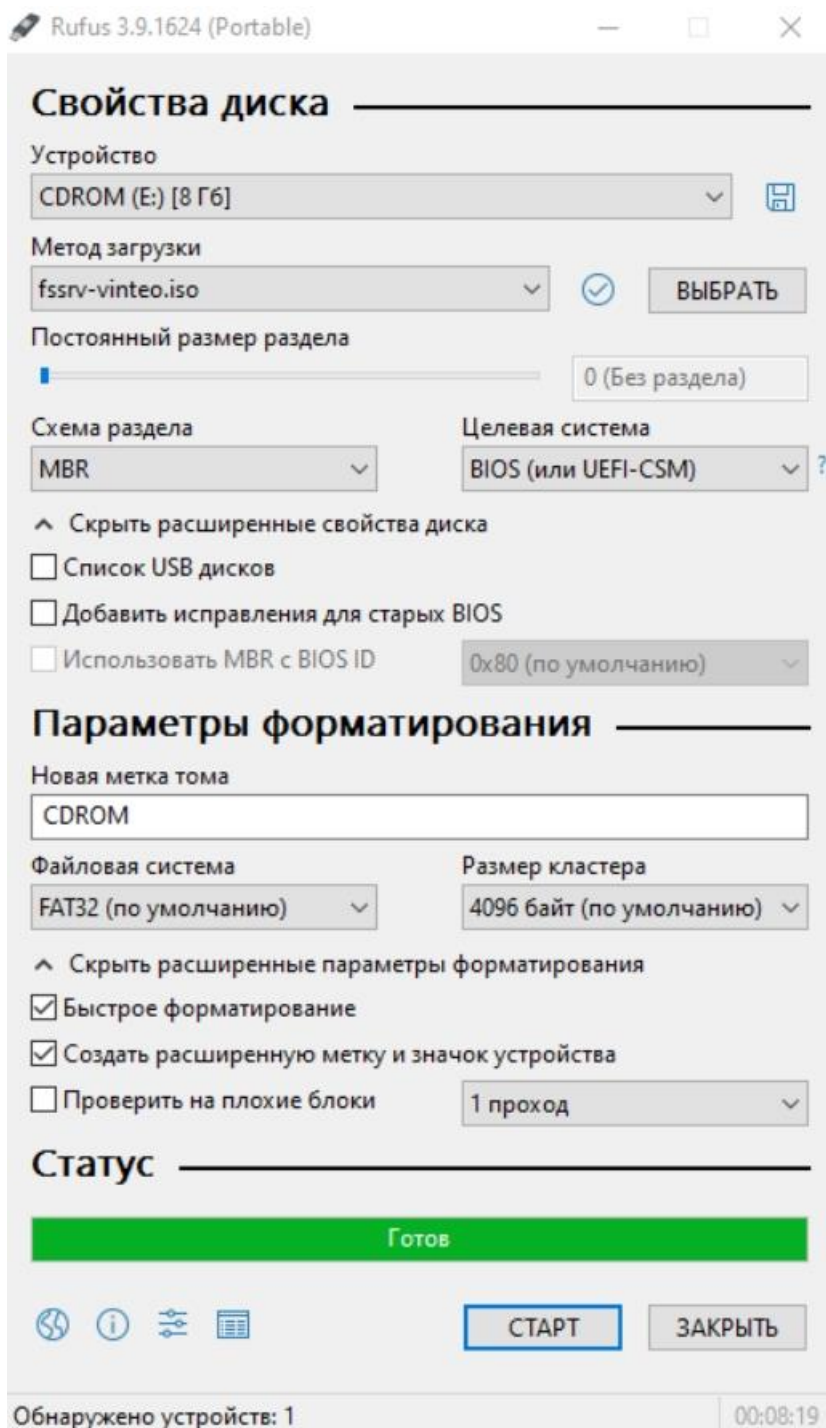 Rufus 3.9.1624 (Portable)
Свойства диска
Устройство
CDROM (E:) [8 Гб]
Метод загрузки
fssrv-vinteo.iso
ВЫБРАТЬ
Постоянный размер раздела
0 (Без раздела)
Схема раздела Целевая система
MBR BIOS (или UEFI-CSM) ?
Скрыть расширенные свойства диска
Список USB дисков
Добавить исправления для старых BIOS
Использовать MBR с BIOS ID 0x80 (по умолчанию)
Параметры форматирования
Новая метка тома
CDROM
Файловая система Размер кластера
FAT32 (по умолчанию) 4096 байт (по умолчанию)
Скрыть расширенные параметры форматирования
Быстрое форматирование
Создать расширенную метку и значок устройства
Проверить на плохие блоки 1 проход
Статус
Готов
СТАРТ ЗАКРЫТЬ
Обнаружено устройств: 1 00:08:19